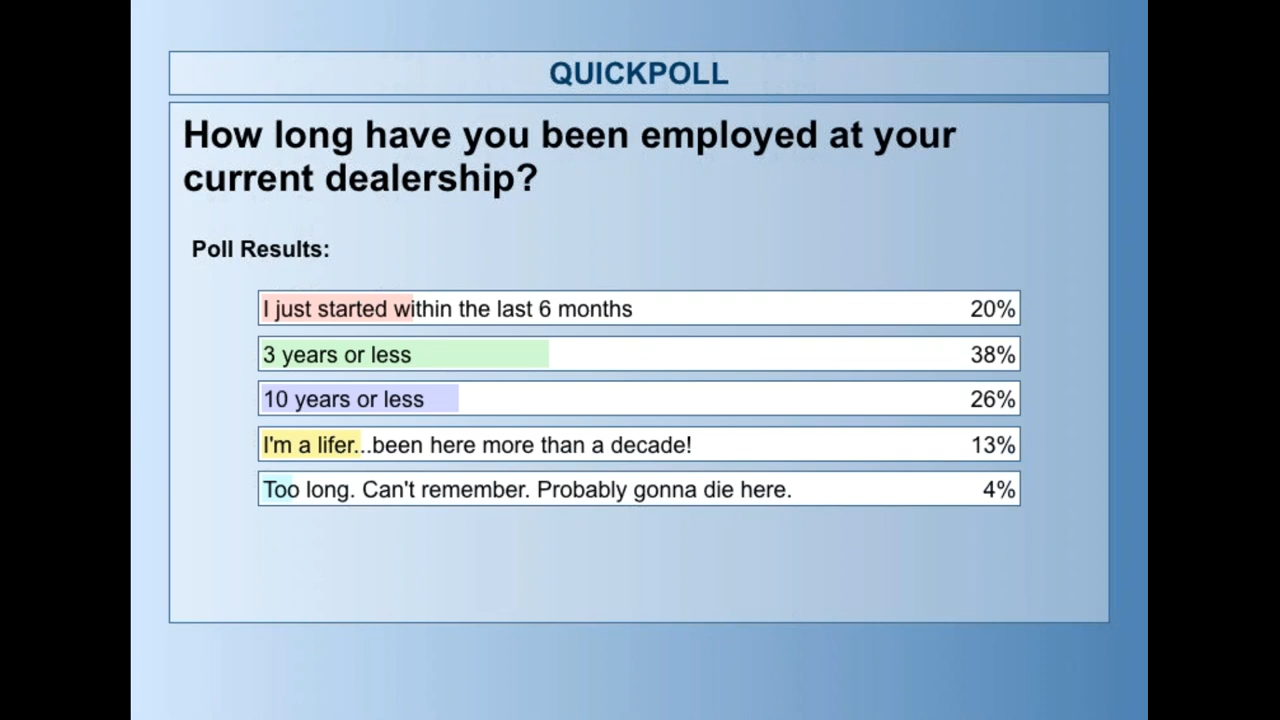 QUICKPOLL
How long have you been employed at your
current dealership?
Poll Results:
I just started within the last 6 months 20%
3 years or less 38%
10 years or less 26%
I'm a lifer...been here more than a decade! 13%
Too long. Can't remember. Probably gonna die here. 4%